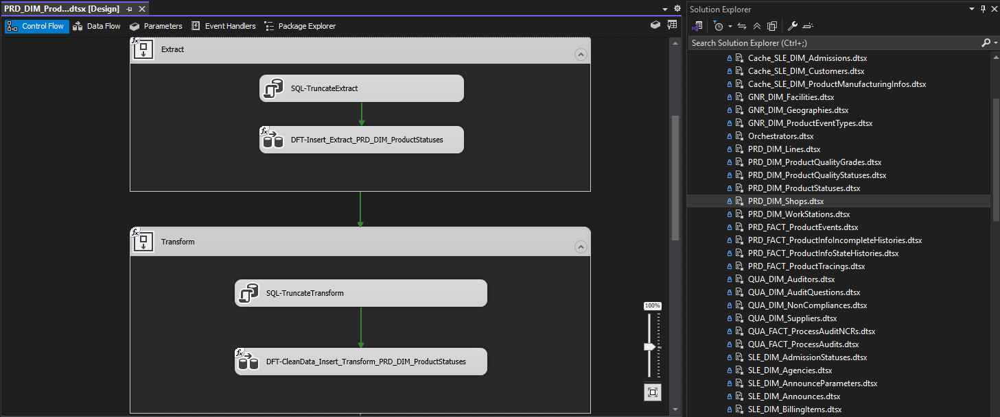 PRD_DIM_Prod...dtsx [Design]
Control Flow
Data Flow
Parameters
Event Handlers
Package Explorer
fx
Extract
SQL-TruncateExtract
fx
DFT-Insert_Extract_PRD_DIM_ProductStatuses
fx
Transform
SQL-TruncateTransform
fx
DFT-CleanData_Insert_Transform_PRD_DIM_ProductStatuses
100%
Solution Explorer
Search Solution Explorer (Ctrl+;)
Cache_SLE_DIM_Admissions.dtsx
Cache_SLE_DIM_Customers.dtsx
Cache_SLE_DIM_ProductManufacturingInfos.dtsx
GNR_DIM_Facilities.dtsx
GNR_DIM_Geographies.dtsx
GNR_DIM_ProductEventTypes.dtsx
Orchestrators.dtsx
PRD_DIM_Lines.dtsx
PRD_DIM_ProductQualityGrades.dtsx
PRD_DIM_ProductQualityStatuses.dtsx
PRD_DIM_ProductStatuses.dtsx
PRD_DIM_Shops.dtsx
PRD_DIM_WorkStations.dtsx
PRD_FACT_ProductEvents.dtsx
PRD_FACT_ProductInfoIncompleteHistories.dtsx
PRD_FACT_ProductInfoStateHistories.dtsx
PRD_FACT_ProductTracings.dtsx
QUA_DIM_Auditors.dtsx
QUA_DIM_AuditQuestions.dtsx
QUA_DIM_NonCompliances.dtsx
QUA_DIM_Suppliers.dtsx
QUA_FACT_ProcessAuditNCRs.dtsx
QUA_FACT_ProcessAudits.dtsx
SLE_DIM_AdmissionStatuses.dtsx
SLE_DIM_Agencies.dtsx
SLE_DIM_AnnounceParameters.dtsx
SLE_DIM_Announces.dtsx
SLE_DIM_BillingItems.dtsx